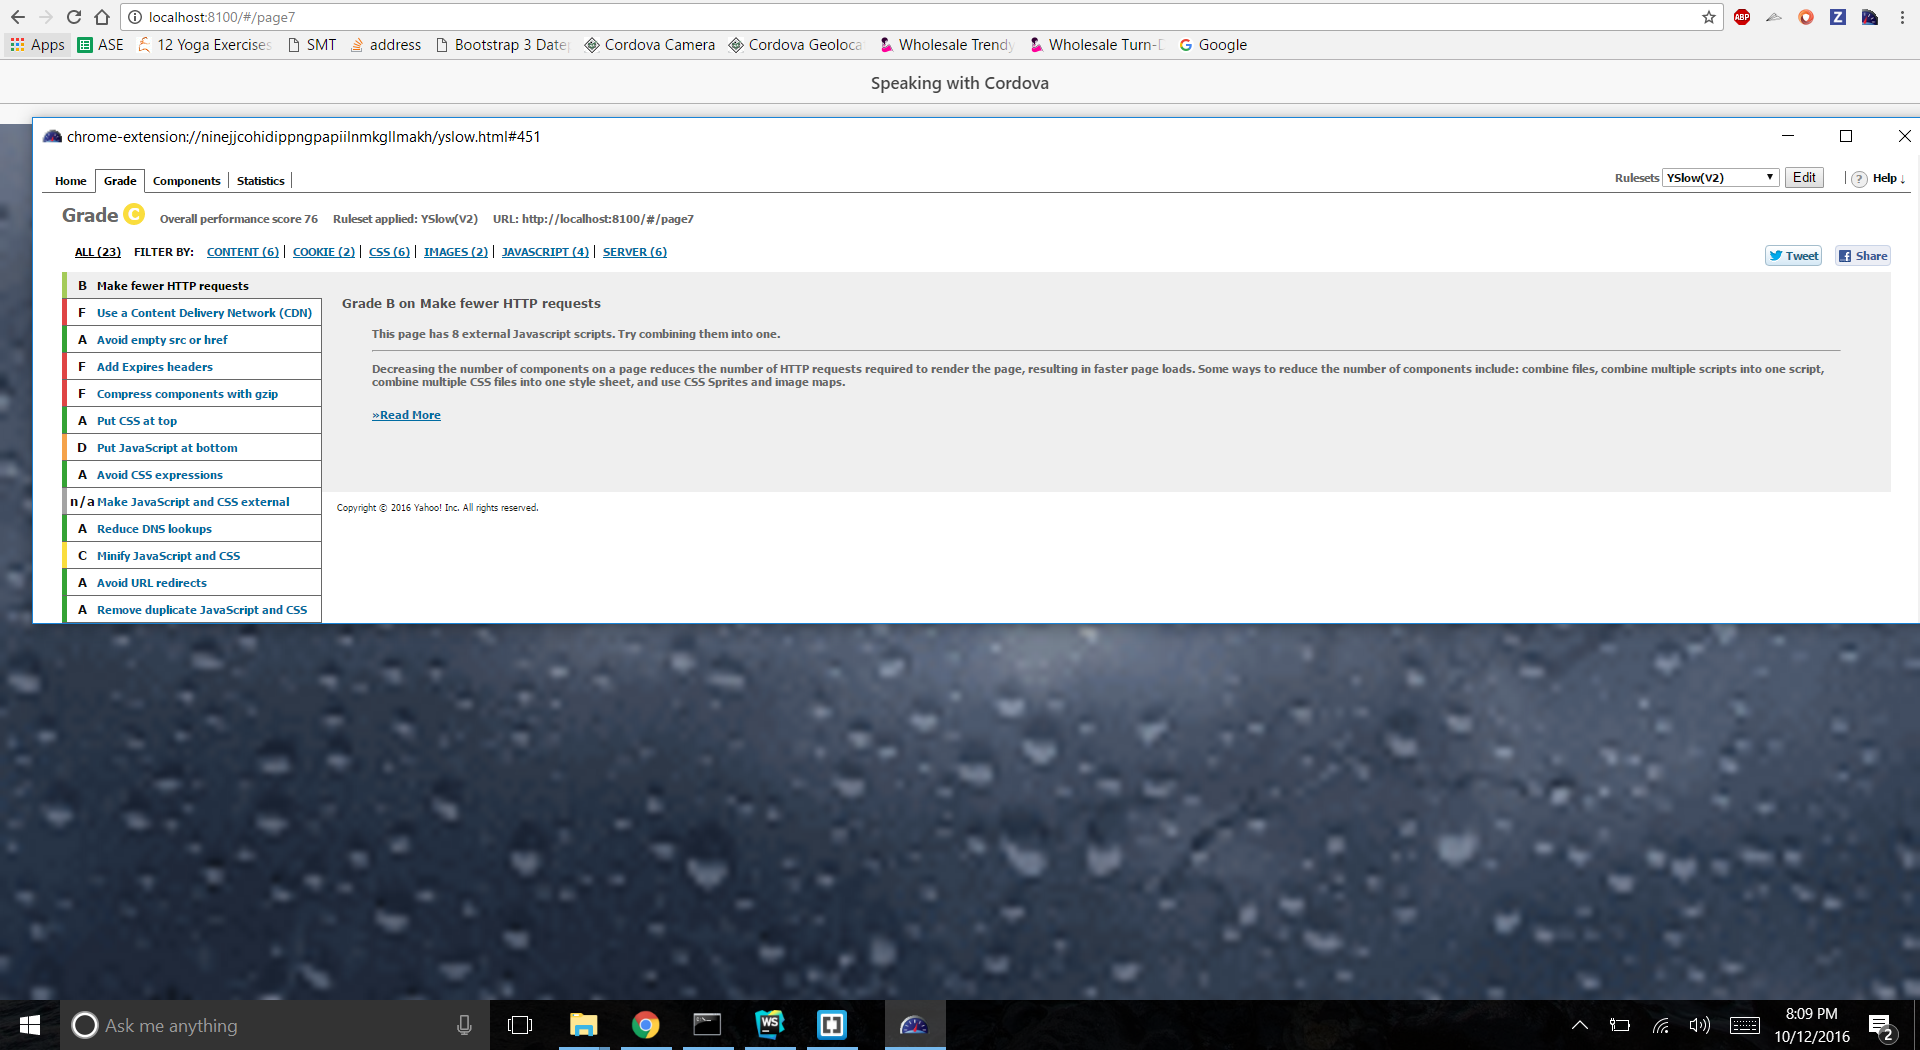 localhost:8100/#/page7
ABP
Z
Apps ASE 12 Yoga Exercises SMT address Bootstrap 3 Date Cordova Camera Cordova Geoloca Wholesale Trendy Wholesale Turn- Google
Speaking with Cordova
chrome-extension://ninejjcohidippngpapiilnmkgllmakh/yslow.html#451
Home Grade Components Statistics
Rulesets YSlow(V2) Edit ? Help ↓
Grade C Overall performance score 76 Ruleset applied: YSlow(V2) URL: http://localhost:8100/#/page7
ALL (23) FILTER BY: CONTENT (6) COOKIE (2) CSS (6) IMAGES (2) JAVASCRIPT (4) SERVER (6)
Tweet Share
B Make fewer HTTP requests
F Use a Content Delivery Network (CDN)
A Avoid empty src or href
F Add Expires headers
F Compress components with gzip
A Put CSS at top
D Put JavaScript at bottom
A Avoid CSS expressions
n/a Make JavaScript and CSS external
A Reduce DNS lookups
C Minify JavaScript and CSS
A Avoid URL redirects
A Remove duplicate JavaScript and CSS
Grade B on Make fewer HTTP requests
This page has 8 external Javascript scripts. Try combining them into one.
Decreasing the number of components on a page reduces the number of HTTP requests required to render the page, resulting in faster page loads. Some ways to reduce the number of components include: combine files, combine multiple scripts into one script,
combine multiple CSS files into one style sheet, and use CSS Sprites and image maps.
»Read More
Copyright © 2016 Yahoo! Inc. All rights reserved.
Ask me anything
WS
8:09 PM
10/12/2016
2